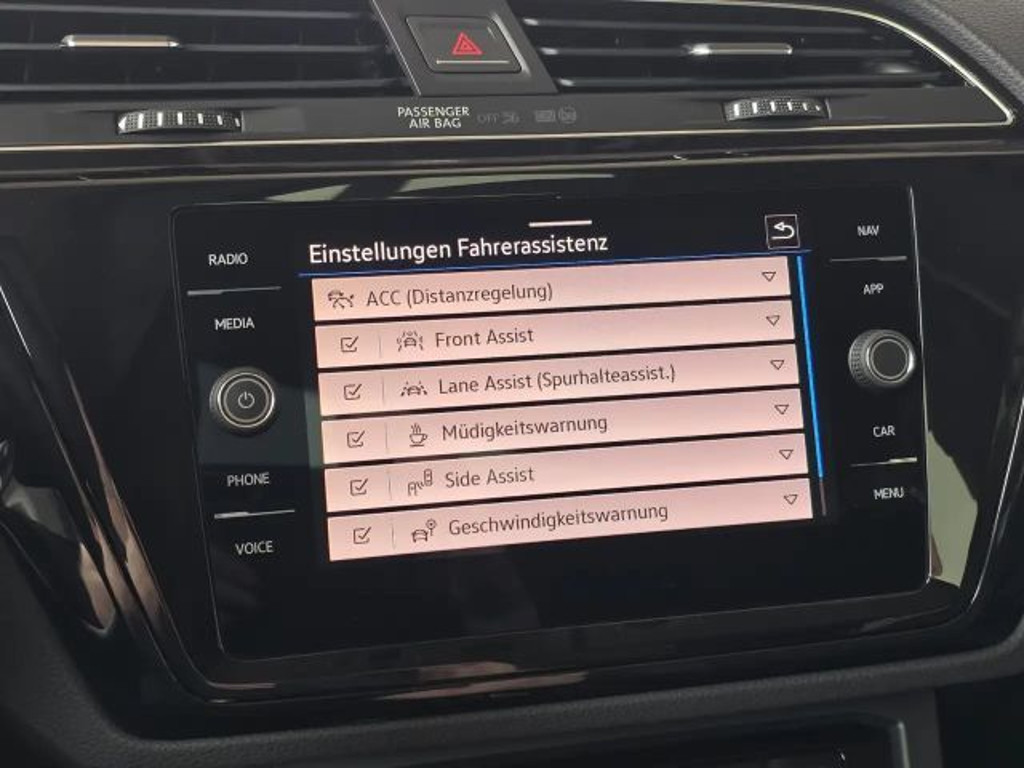 PASSENGER
AIR BAG
OFF
RADIO
MEDIA
PHONE
VOICE
Einstellungen Fahrerassistenz
ACC (Distanzregelung)
Front Assist
Lane Assist (Spurhalteassist.)
Müdigkeitswarnung
Side Assist
Geschwindigkeitswarnung
NAV
APP
CAR
MENU